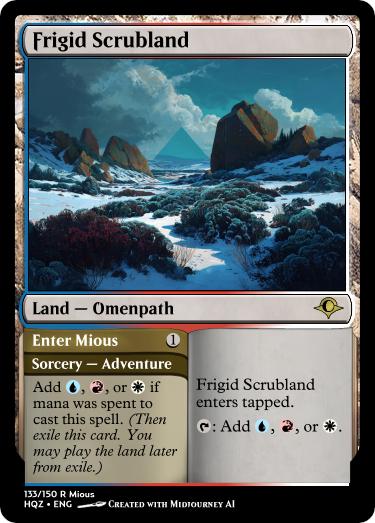 Frigid Scrubland
Land — Omenpath
Enter Mious 1
Sorcery — Adventure
Add , , or if
mana was spent to
cast this spell. (Then
exile this card. You
may play the land later
from exile.)
Frigid Scrubland
enters tapped.
: Add , , or .
133/150 R Mious
HQZ • ENG Created with Midjourney AI